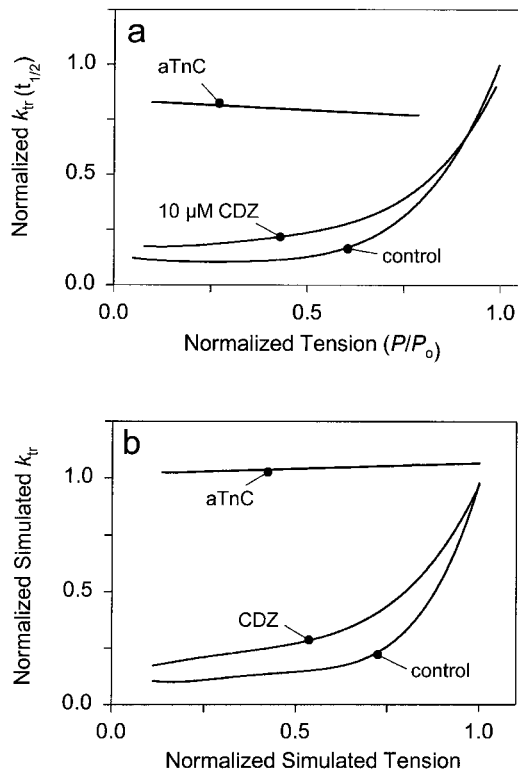 a
Normalized k_tr (t_1/2)
1.0
0.5
0.0
aTnC
10 µM CDZ
control
0.0
0.5
1.0
Normalized Tension (P/P_o)
b
Normalized Simulated k_tr
1.0
0.5
0.0
aTnC
CDZ
control
0.0
0.5
1.0
Normalized Simulated Tension